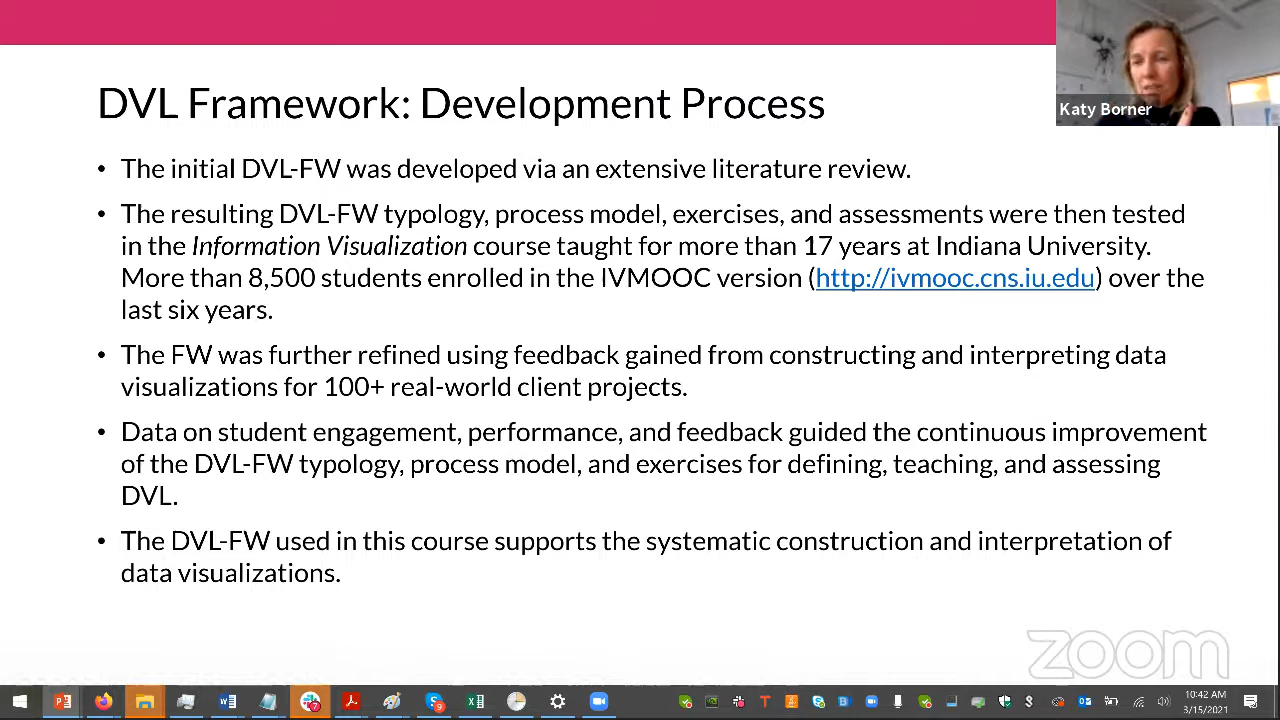 Katy Borner
DVL Framework: Development Process
• The initial DVL-FW was developed via an extensive literature review.
• The resulting DVL-FW typology, process model, exercises, and assessments were then tested
in the Information Visualization course taught for more than 17 years at Indiana University.
More than 8,500 students enrolled in the IVMOOC version (http://ivmooc.cns.iu.edu) over the
last six years.
• The FW was further refined using feedback gained from constructing and interpreting data
visualizations for 100+ real-world client projects.
• Data on student engagement, performance, and feedback guided the continuous improvement
of the DVL-FW typology, process model, and exercises for defining, teaching, and assessing
DVL.
• The DVL-FW used in this course supports the systematic construction and interpretation of
data visualizations.
zoom
10:42 AM
3/15/2021